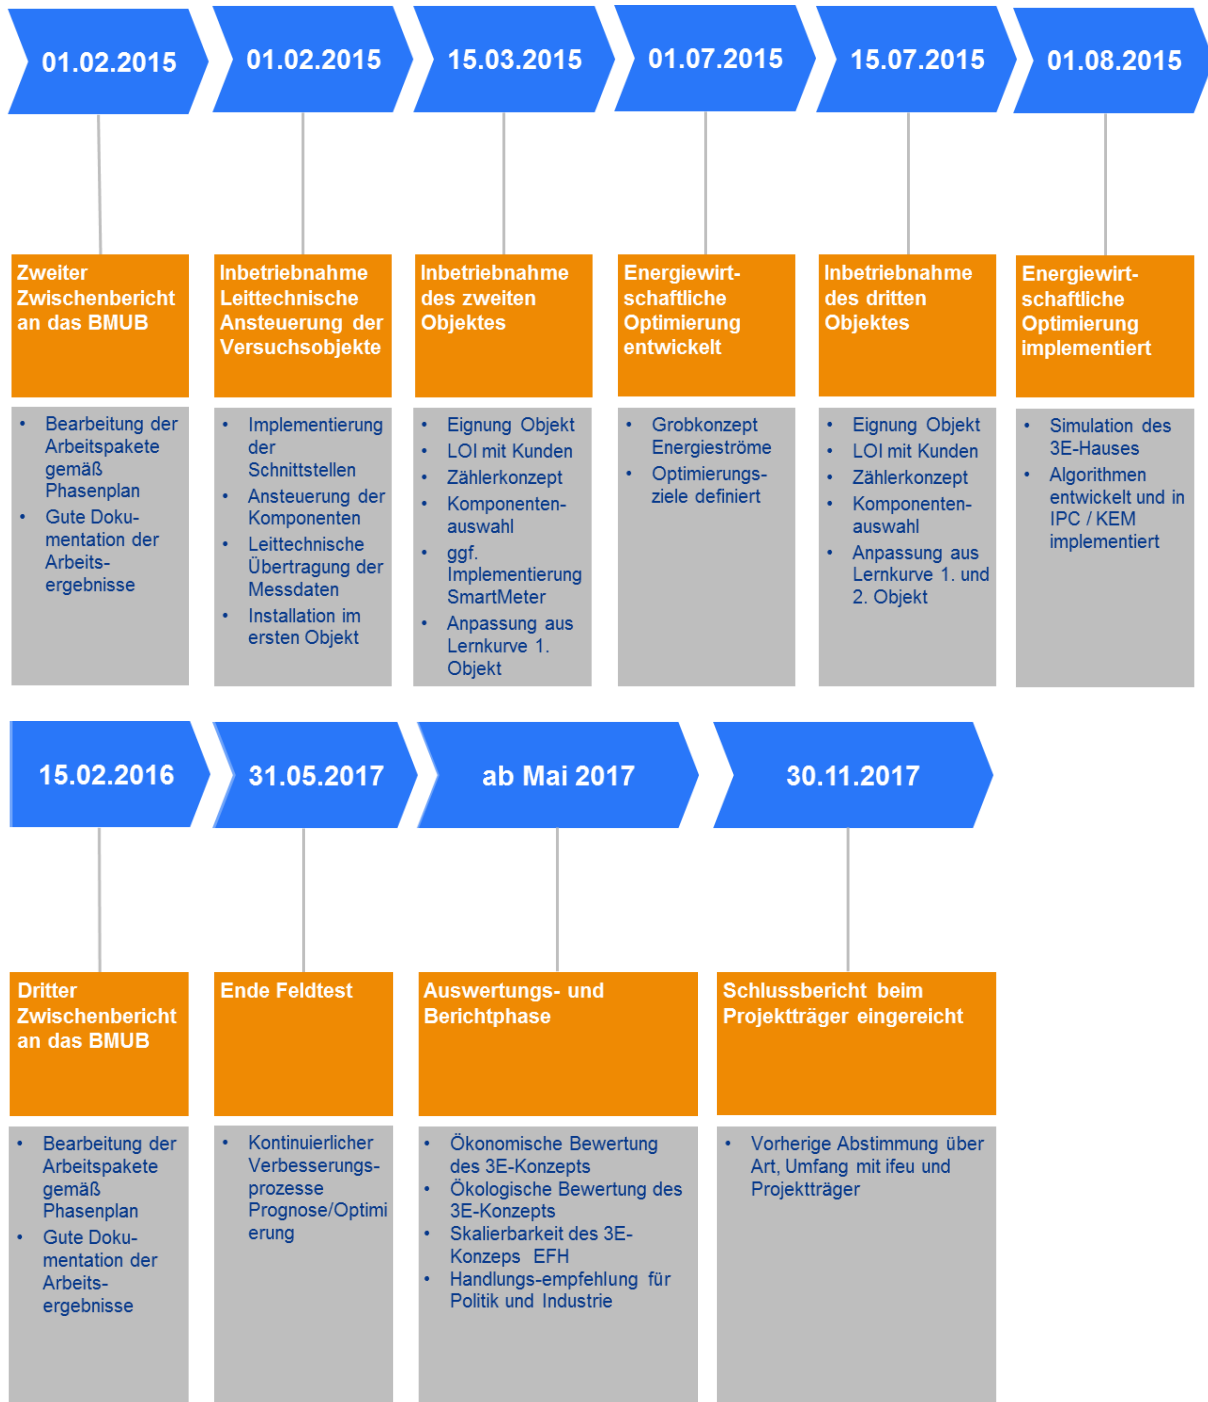 01.02.2015
01.02.2015
15.03.2015
01.07.2015
15.07.2015
01.08.2015
Zweiter
Zwischenbericht
an das BMUB
Inbetriebnahme
Leittechnische
Ansteuerung der
Versuchsobjekte
Inbetriebnahme
des zweiten
Objektes
Energiewirt-
schaftliche
Optimierung
entwickelt
Inbetriebnahme
des dritten
Objektes
Energiewirt-
schaftliche
Optimierung
implementiert
• Bearbeitung der
Arbeitspakete
gemäß
Phasenplan
• Gute Doku-
mentation der
Arbeits-
ergebnisse
• Implementierung
der
Schnittstellen
• Ansteuerung der
Komponenten
• Leittechnische
Übertragung der
Messdaten
• Installation im
ersten Objekt
• Eignung Objekt
• LOI mit Kunden
• Zählerkonzept
• Komponenten-
auswahl
• ggf.
Implementierung
SmartMeter
• Anpassung aus
Lernkurve 1.
Objekt
• Grobkonzept
Energieströme
• Optimierungs-
ziele definiert
• Eignung Objekt
• LOI mit Kunden
• Zählerkonzept
• Komponenten-
auswahl
• Anpassung aus
Lernkurve 1. und
2. Objekt
• Simulation des
3E-Hauses
• Algorithmen
entwickelt und in
IPC / KEM
implementiert
15.02.2016
31.05.2017
ab Mai 2017
30.11.2017
Dritter
Zwischenbericht
an das BMUB
Ende Feldtest
Auswertungs- und
Berichtphase
Schlussbericht beim
Projektträger eingereicht
• Bearbeitung der
Arbeitspakete
gemäß
Phasenplan
• Gute Doku-
mentation der
Arbeits-
ergebnisse
• Kontinuierlicher
Verbesserungs-
prozesse
Prognose/Optimi
erung
• Ökonomische Bewertung
des 3E-Konzepts
• Ökologische Bewertung des
3E-Konzepts
• Skalierbarkeit des 3E-
Konzeps EFH
• Handlungs-empfehlung für
Politik und Industrie
• Vorherige Abstimmung über
Art, Umfang mit ifeu und
Projektträger